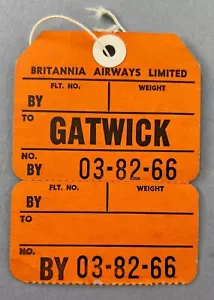 BRITANNIA AIRWAYS LIMITED
FLT. NO. WEIGHT
BY
TO
GATWICK
NO.
BY 03-82-66
FLT. NO. WEIGHT
BY
TO
NO.
BY 03-82-66